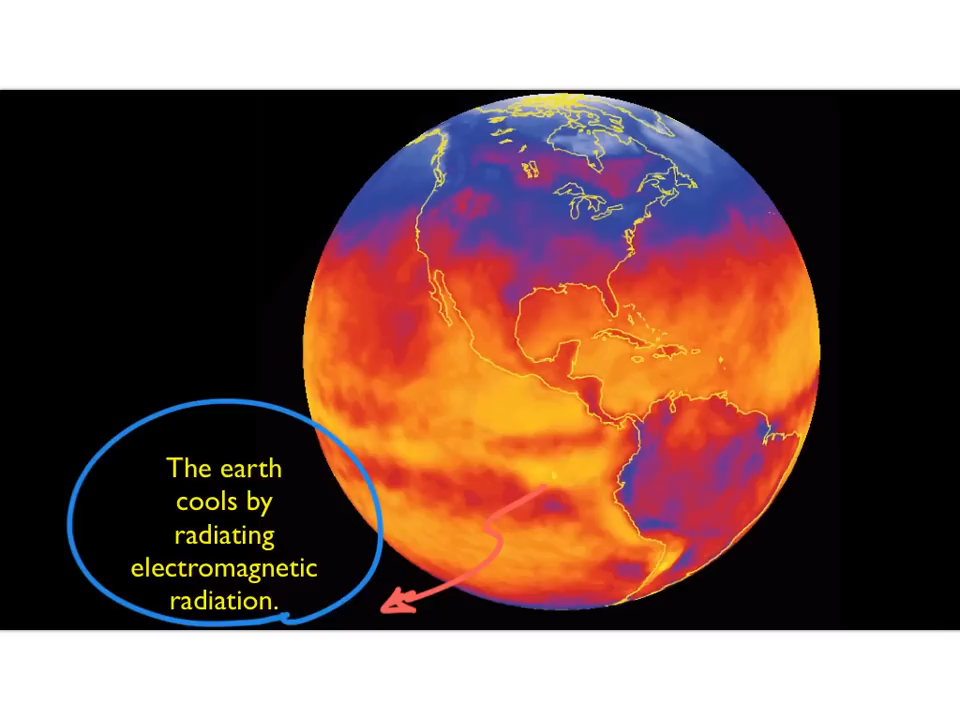 The earth
cools by
radiating
electromagnetic
radiation.